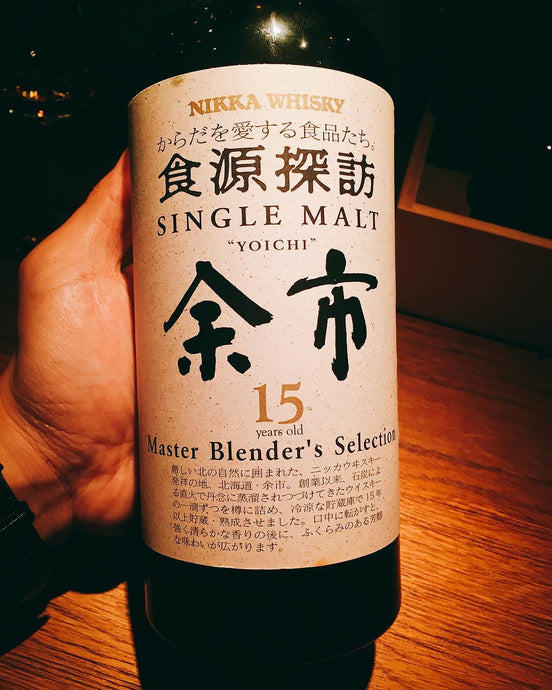 NIKKA WHISKY
からだを愛する食品たち。
食源探訪
SINGLE MALT
"YOICHI"
余市
15
years old
Master Blender's Selection
厳しい北の自然に囲まれた、ニッカウヰスキー
発祥の地、北海道・余市。創業以来、石炭によ
る直火で丹念に蒸溜されつづけてきたウイスキー
の一滴ずつを樽に詰め、冷涼な貯蔵庫で15年
以上貯蔵・熟成させました。口中に転がすと、
強く清らかな香りの後に、ふくらみのある芳醇
な味わいが広がります。